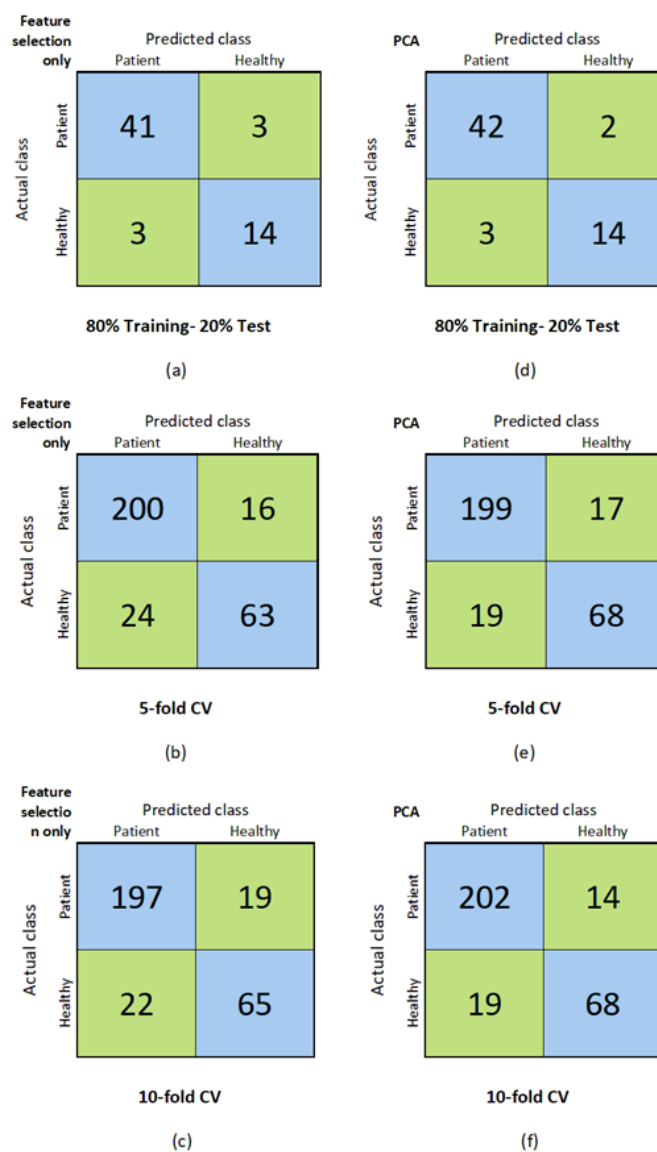 Feature
selection
only
Predicted class
Patient Healthy
Actual class
Patient
Healthy
41 3
3 14
80% Training- 20% Test
(a)
PCA
Predicted class
Patient Healthy
Actual class
Patient
Healthy
42 2
3 14
80% Training- 20% Test
(d)
Feature
selection
only
Predicted class
Patient Healthy
Actual class
Patient
Healthy
200 16
24 63
5-fold CV
(b)
PCA
Predicted class
Patient Healthy
Actual class
Patient
Healthy
199 17
19 68
5-fold CV
(e)
Feature
selectio
n only
Predicted class
Patient Healthy
Actual class
Patient
Healthy
197 19
22 65
10-fold CV
(c)
PCA
Predicted class
Patient Healthy
Actual class
Patient
Healthy
202 14
19 68
10-fold CV
(f)